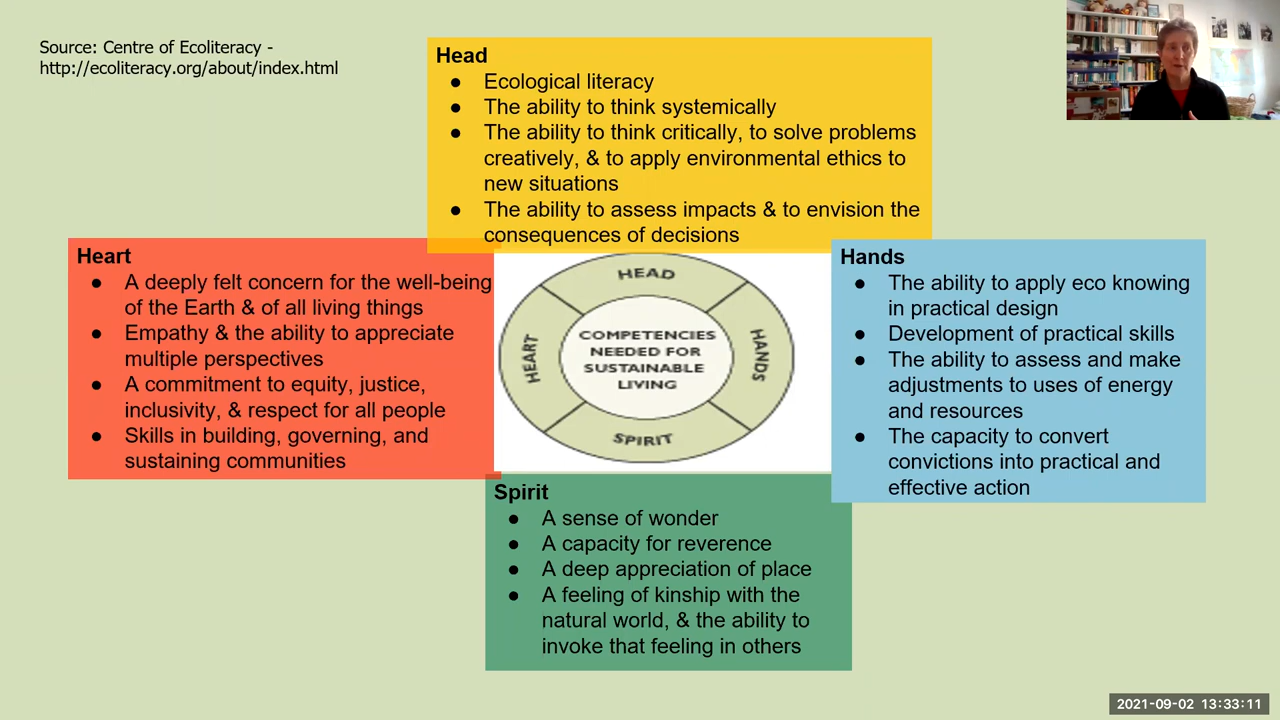 Source: Centre of Ecoliteracy -
http://ecoliteracy.org/about/index.html
Head
● Ecological literacy
● The ability to think systemically
● The ability to think critically, to solve problems
creatively, & to apply environmental ethics to
new situations
● The ability to assess impacts & to envision the
consequences of decisions
Heart
● A deeply felt concern for the well-being
of the Earth & of all living things
● Empathy & the ability to appreciate
multiple perspectives
● A commitment to equity, justice,
inclusivity, & respect for all people
● Skills in building, governing, and
sustaining communities
HEAD
HEART
COMPETENCIES
NEEDED FOR
SUSTAINABLE
LIVING
HANDS
SPIRIT
Hands
● The ability to apply eco knowing
in practical design
● Development of practical skills
● The ability to assess and make
adjustments to uses of energy
and resources
● The capacity to convert
convictions into practical and
effective action
Spirit
● A sense of wonder
● A capacity for reverence
● A deep appreciation of place
● A feeling of kinship with the
natural world, & the ability to
invoke that feeling in others
2021-09-02 13:33:11